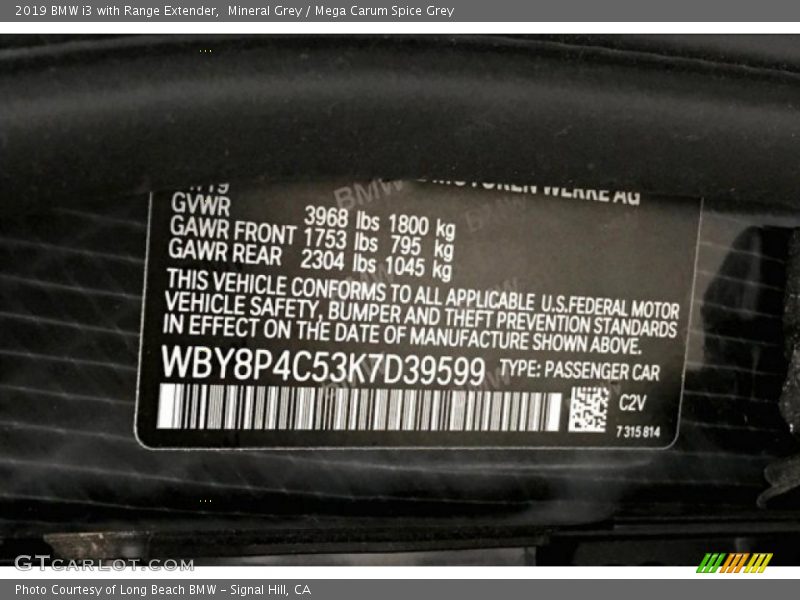 2019 BMW i3 with Range Extender,  Mineral Grey / Mega Carum Spice Grey
BMW
WERKE AG
GVWR 3968 lbs 1800 kg
GAWR FRONT 1753 lbs 795 kg
GAWR REAR 2304 lbs 1045 kg
THIS VEHICLE CONFORMS TO ALL APPLICABLE U.S.FEDERAL MOTOR
VEHICLE SAFETY, BUMPER AND THEFT PREVENTION STANDARDS
IN EFFECT ON THE DATE OF MANUFACTURE SHOWN ABOVE.
WBY8P4C53K7D39599 TYPE: PASSENGER CAR
C2V
7 315 814
GTcarlot.com
Photo Courtesy of Long Beach BMW - Signal Hill, CA